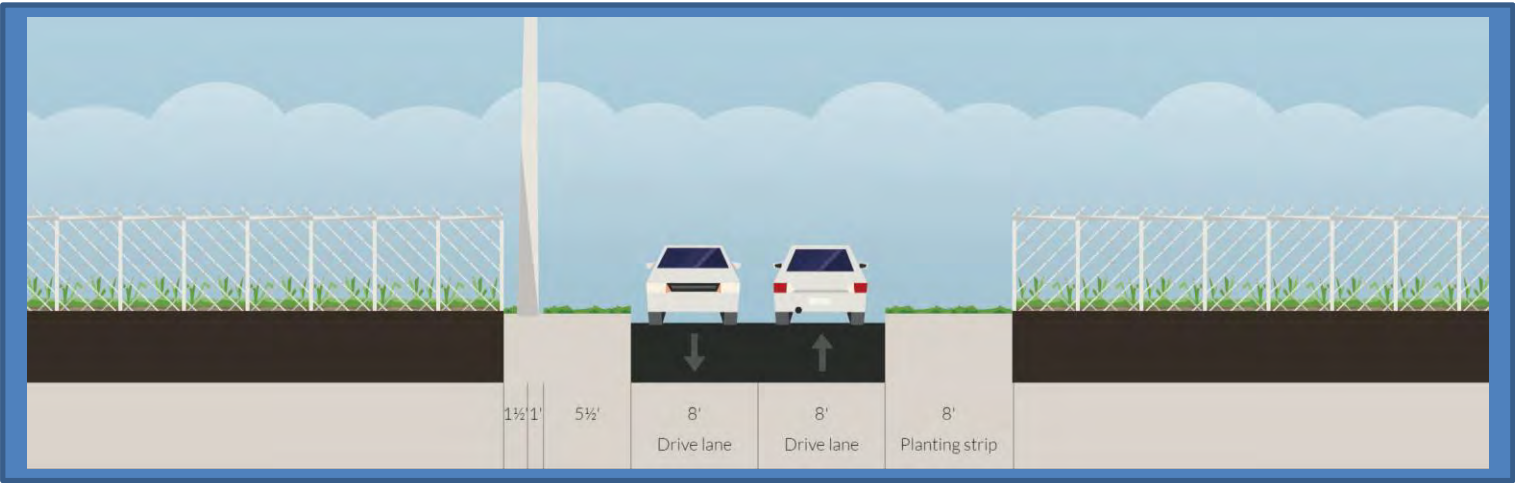 1½' 1' 5½' 8' 8' 8'
Drive lane Drive lane Planting strip